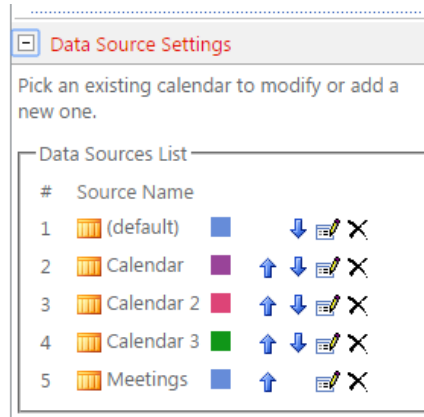 Data Source Settings
Pick an existing calendar to modify or add a
new one.
Data Sources List
# Source Name
1 (default)
2 Calendar
3 Calendar 2
4 Calendar 3
5 Meetings